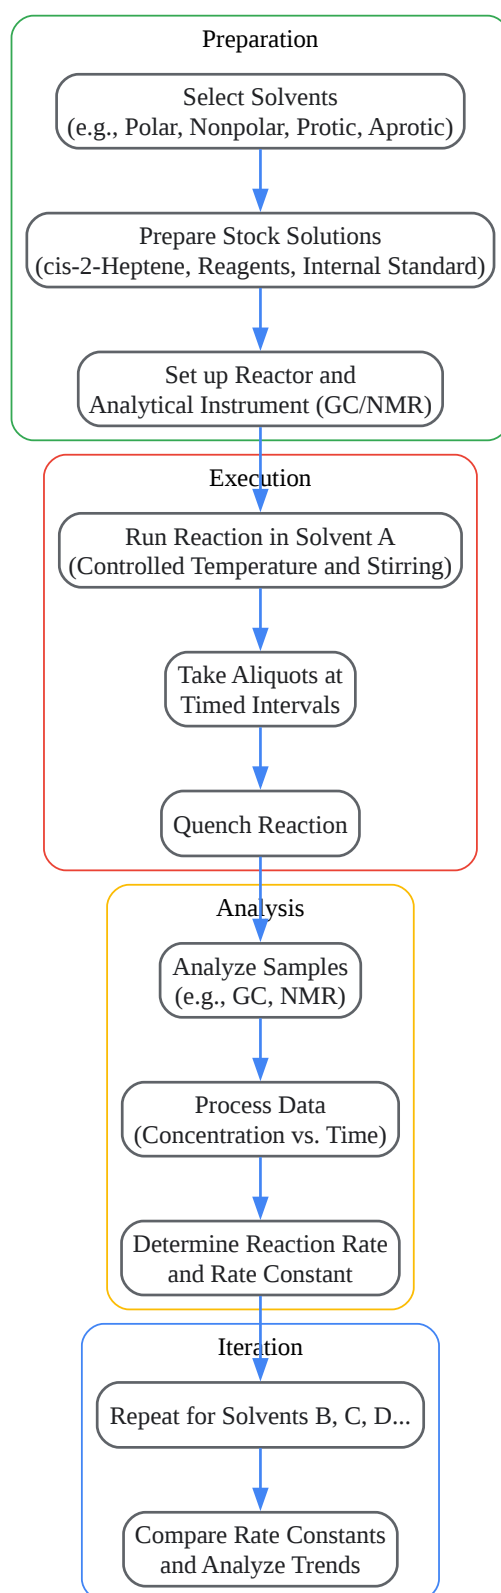 Preparation
Select Solvents
(e.g., Polar, Nonpolar, Protic, Aprotic)
Prepare Stock Solutions
(cis-2-Heptene, Reagents, Internal Standard)
Set up Reactor and
Analytical Instrument (GC/NMR)
Execution
Run Reaction in Solvent A
(Controlled Temperature and Stirring)
Take Aliquots at
Timed Intervals
Quench Reaction
Analysis
Analyze Samples
(e.g., GC, NMR)
Process Data
(Concentration vs. Time)
Determine Reaction Rate
and Rate Constant
Iteration
Repeat for Solvents B, C, D...
Compare Rate Constants
and Analyze Trends